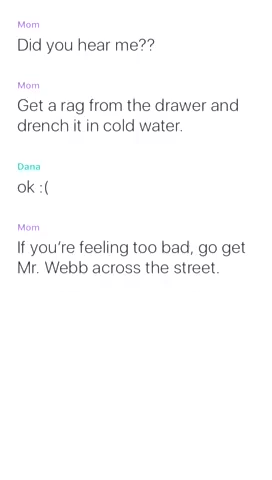 Mom
Did you hear me??
Mom
Get a rag from the drawer and
drench it in cold water.
Dana
ok :(
Mom
If you’re feeling too bad, go get
Mr. Webb across the street.